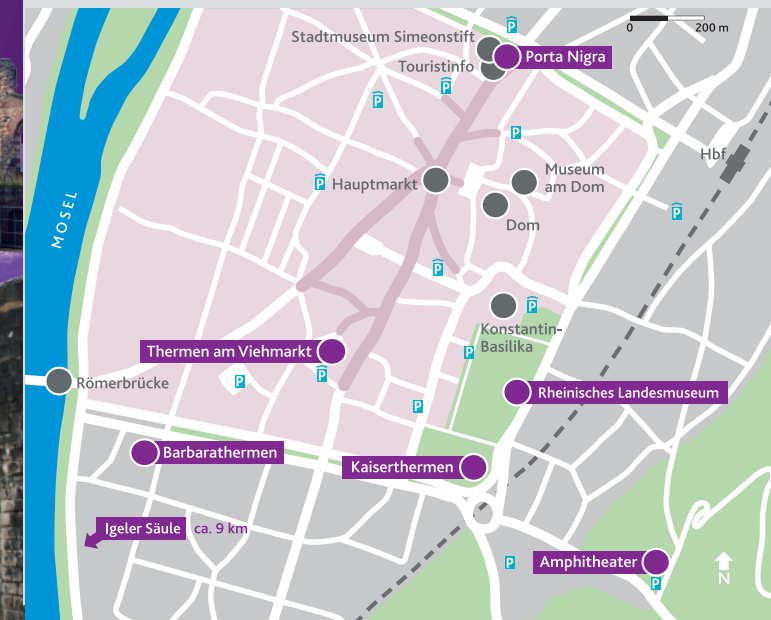 Stadtmuseum Simeonstift
Porta Nigra
Touristinfo
0 200 m
P
P
P
P
Hbf
Museum
am Dom
P
Hauptmarkt
P
Dom
MOSEL
P
P
Konstantin-
Basilika
Thermen am Viehmarkt
P
P
P
Römerbrücke
Rheinisches Landesmuseum
P
Barbarathermen
Kaiserthermen
Igeler Säule ca. 9 km
P
Amphitheater
P
N